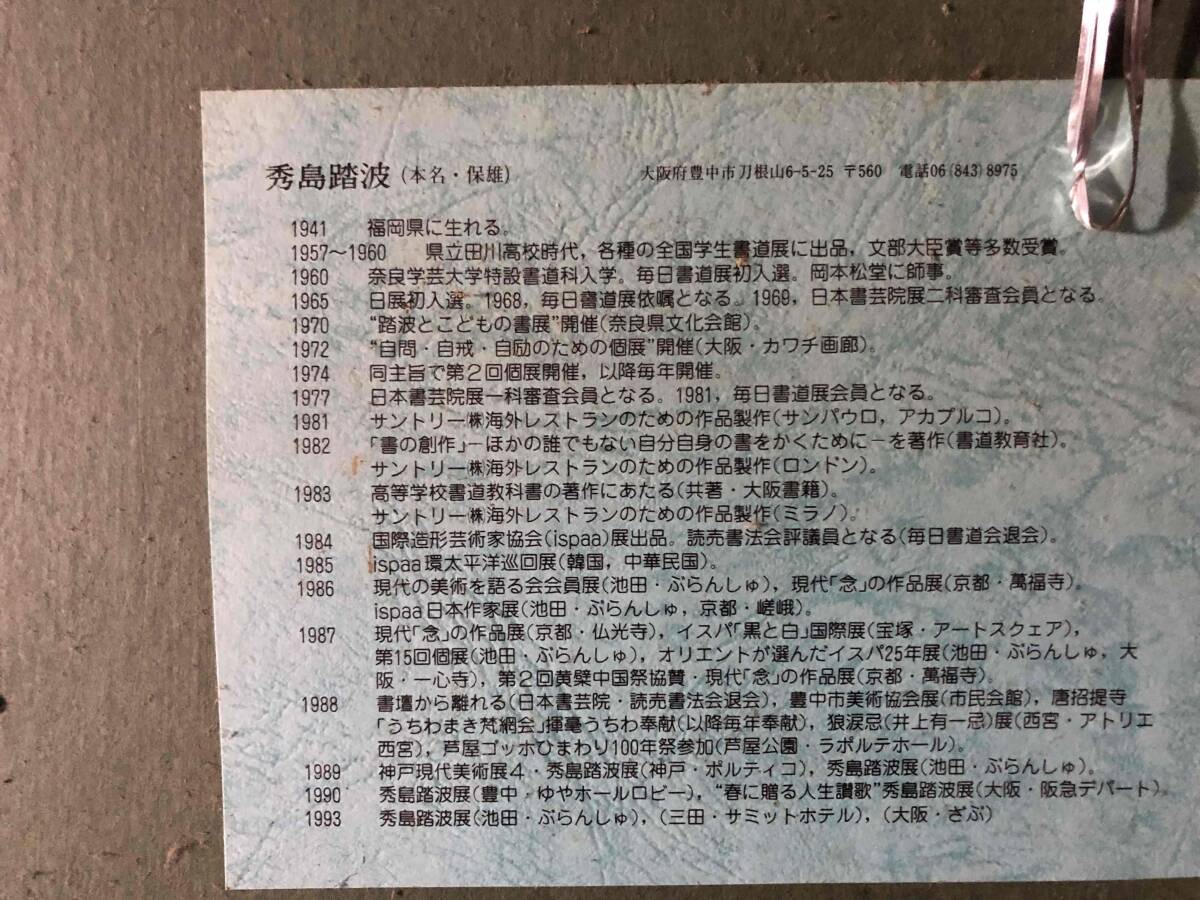 秀島踏波（本名・保雄） 大阪府豊中市刀根山6-5-25 〒560 電話06(843)8975
1941 福岡県に生れる。
1957〜1960 県立田川高校時代，各種の全国学生書道展に出品，文部大臣賞等多数受賞。
1960 奈良学芸大学特設書道科入学。毎日書道展初入選。岡本松堂に師事。
1965 日展初入選。1968，毎日書道展依嘱となる。1969，日本書芸院展二科審査会員となる。
1970 “踏波とこどもの書展”開催(奈良県文化会館)。
1972 “自問・自戒・自励のための個展”開催(大阪・カワチ画廊)。
1974 同主旨で第2回個展開催，以降毎年開催。
1977 日本書芸院展一科審査会員となる。1981，毎日書道展会員となる。
1981 サントリー㈱海外レストランのための作品製作(サンパウロ，アカプルコ)。
1982 「書の創作」－ほかの誰でもない自分自身の書をかくために－を著作(書道教育社)。
サントリー㈱海外レストランのための作品製作(ロンドン)。
1983 高等学校書道教科書の著作にあたる(共著・大阪書籍)。
サントリー㈱海外レストランのための作品製作(ミラノ)。
1984 国際造形芸術家協会(ispaa)展出品。読売書法会評議員となる(毎日書道会退会)。
1985 ispaa環太平洋巡回展(韓国，中華民国)。
1986 現代の美術を語る会会員展(池田・ぶらんしゅ)，現代「念」の作品展(京都・萬福寺)。
ispaa日本作家展(池田・ぶらんしゅ，京都・嵯峨)。
1987 現代「念」の作品展(京都・仏光寺)，イスパ「黒と白」国際展(宝塚・アートスクェア)，
第15回個展(池田・ぶらんしゅ)，オリエントが選んだイスパ25年展(池田・ぶらんしゅ，大
阪・一心寺)，第2回黄檗中国祭協賛・現代「念」の作品展(京都・萬福寺)。
1988 書壇から離れる(日本書芸院・読売書法会退会)，豊中市美術協会展(市民会館)，唐招提寺
「うちわまき梵網会」揮毫うちわ奉献(以降毎年奉献)，狼涙忌(井上有一忌)展(西宮・アトリエ
西宮)，芦屋ゴッホひまわり100年祭参加(芦屋公園・ラポルテホール)。
1989 神戸現代美術展4・秀島踏波展(神戸・ポルティコ)，秀島踏波展(池田・ぶらんしゅ)。
1990 秀島踏波展(豊中・ゆやホールロビー)，“春に贈る人生讃歌”秀島踏波展(大阪・阪急デパート)。
1993 秀島踏波展(池田・ぶらんしゅ)，(三田・サミットホテル)，(大阪・ざぶ)